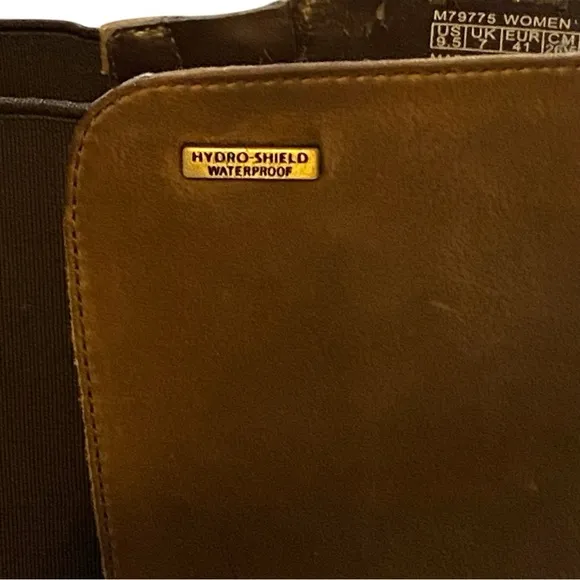 M79775 WOMEN
US UK EUR CM
9.5 7 41
HYDRO-SHIELD
WATERPROOF